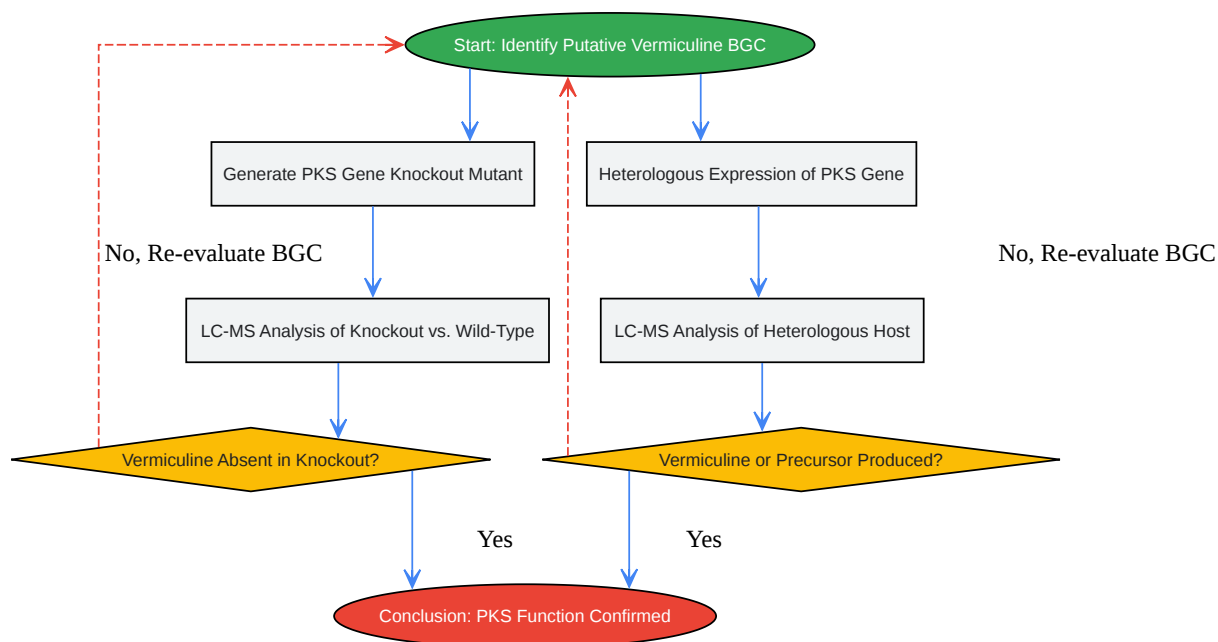 Start: Identify Putative Vermiculine BGC
Generate PKS Gene Knockout Mutant
Heterologous Expression of PKS Gene
No, Re-evaluate BGC
No, Re-evaluate BGC
LC-MS Analysis of Knockout vs. Wild-Type
LC-MS Analysis of Heterologous Host
Vermiculine Absent in Knockout?
Vermiculine or Precursor Produced?
Yes
Yes
Conclusion: PKS Function Confirmed